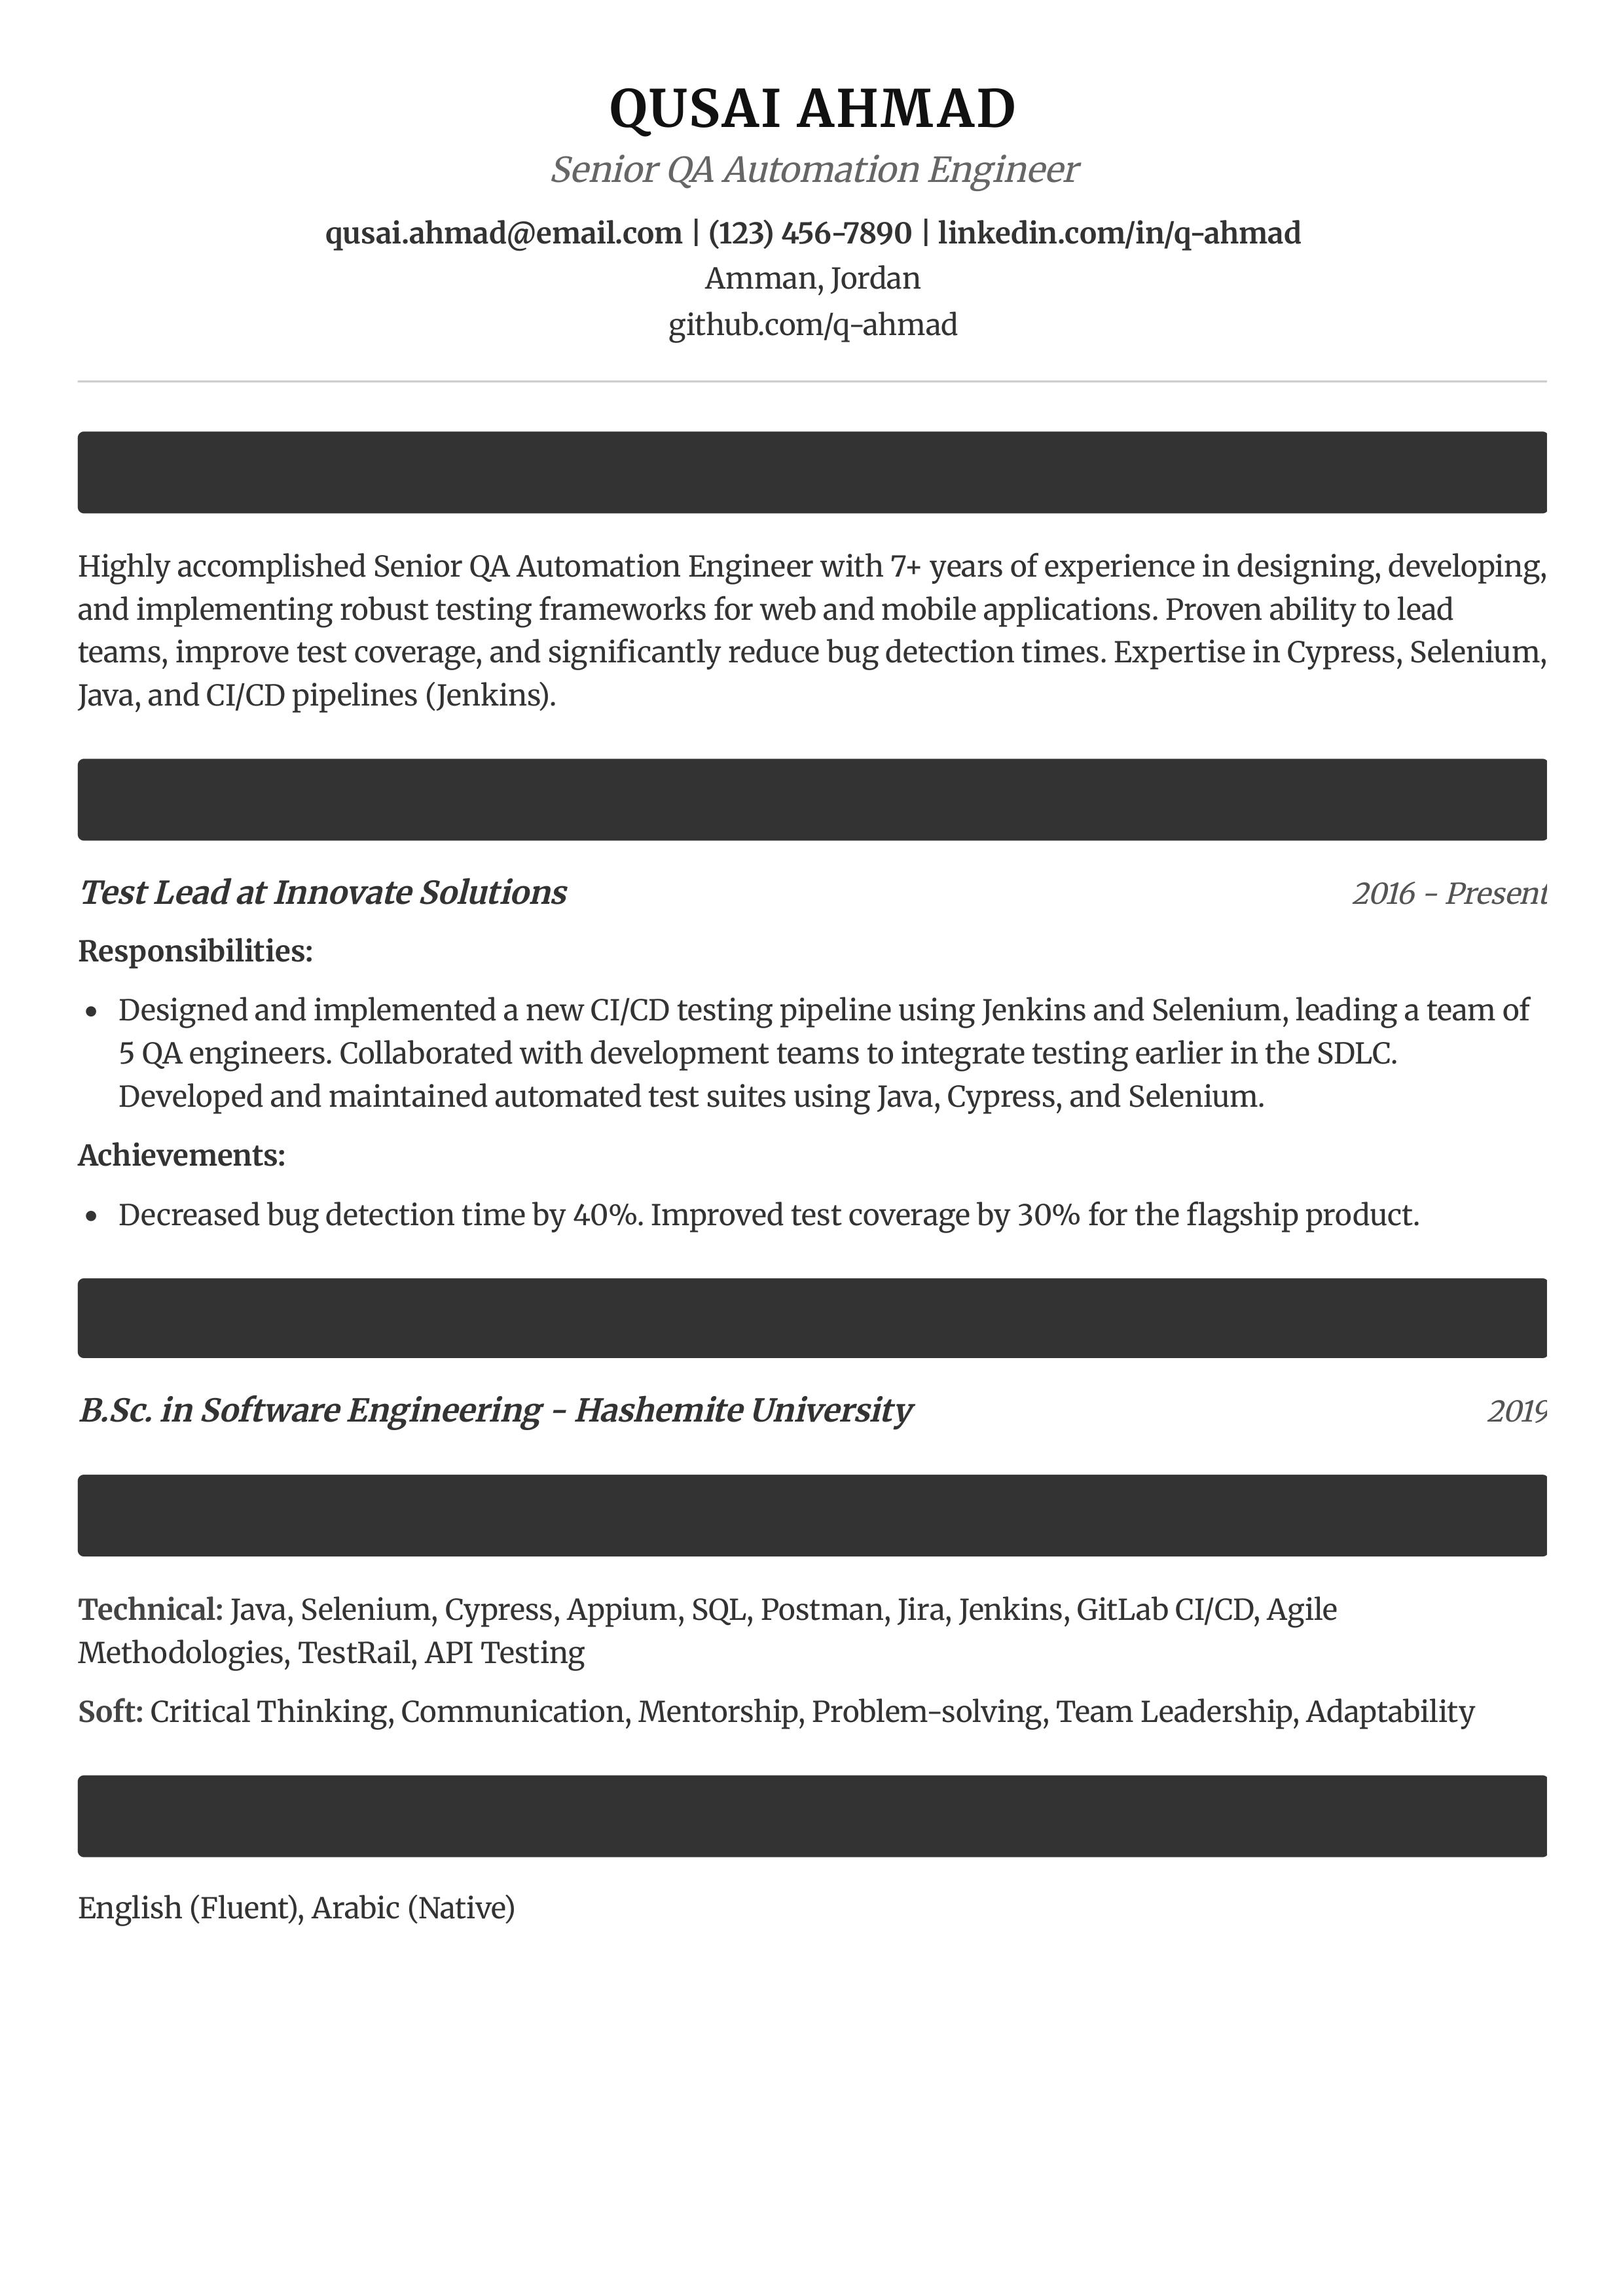 QUSAI AHMAD
Senior QA Automation Engineer
qusai.ahmad@email.com | (123) 456-7890 | linkedin.com/in/q-ahmad
Amman, Jordan
github.com/q-ahmad
Highly accomplished Senior QA Automation Engineer with 7+ years of experience in designing, developing,
and implementing robust testing frameworks for web and mobile applications. Proven ability to lead
teams, improve test coverage, and significantly reduce bug detection times. Expertise in Cypress, Selenium,
Java, and CI/CD pipelines (Jenkins).
Test Lead at Innovate Solutions 2016 - Present
Responsibilities:
• Designed and implemented a new CI/CD testing pipeline using Jenkins and Selenium, leading a team of
5 QA engineers. Collaborated with development teams to integrate testing earlier in the SDLC.
Developed and maintained automated test suites using Java, Cypress, and Selenium.
Achievements:
• Decreased bug detection time by 40%. Improved test coverage by 30% for the flagship product.
B.Sc. in Software Engineering - Hashemite University 2019
Technical: Java, Selenium, Cypress, Appium, SQL, Postman, Jira, Jenkins, GitLab CI/CD, Agile
Methodologies, TestRail, API Testing
Soft: Critical Thinking, Communication, Mentorship, Problem-solving, Team Leadership, Adaptability
English (Fluent), Arabic (Native)